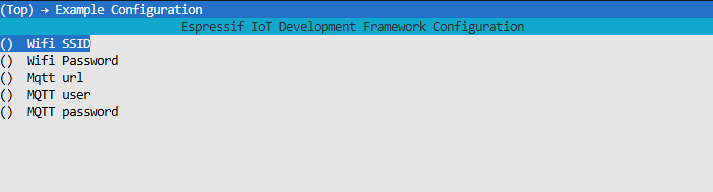 (Top) → Example Configuration
Espressif IoT Development Framework Configuration
() Wifi SSID
() Wifi Password
() Mqtt url
() MQTT user
() MQTT password